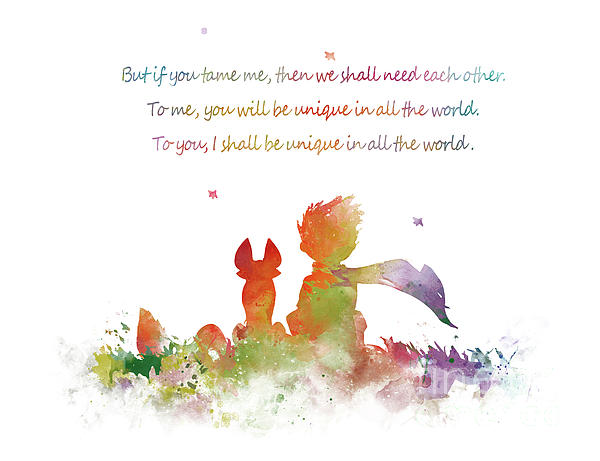 But if you tame me, then we shall need each other.
To me, you will be unique in all the world.
To you, I shall be unique in all the world .